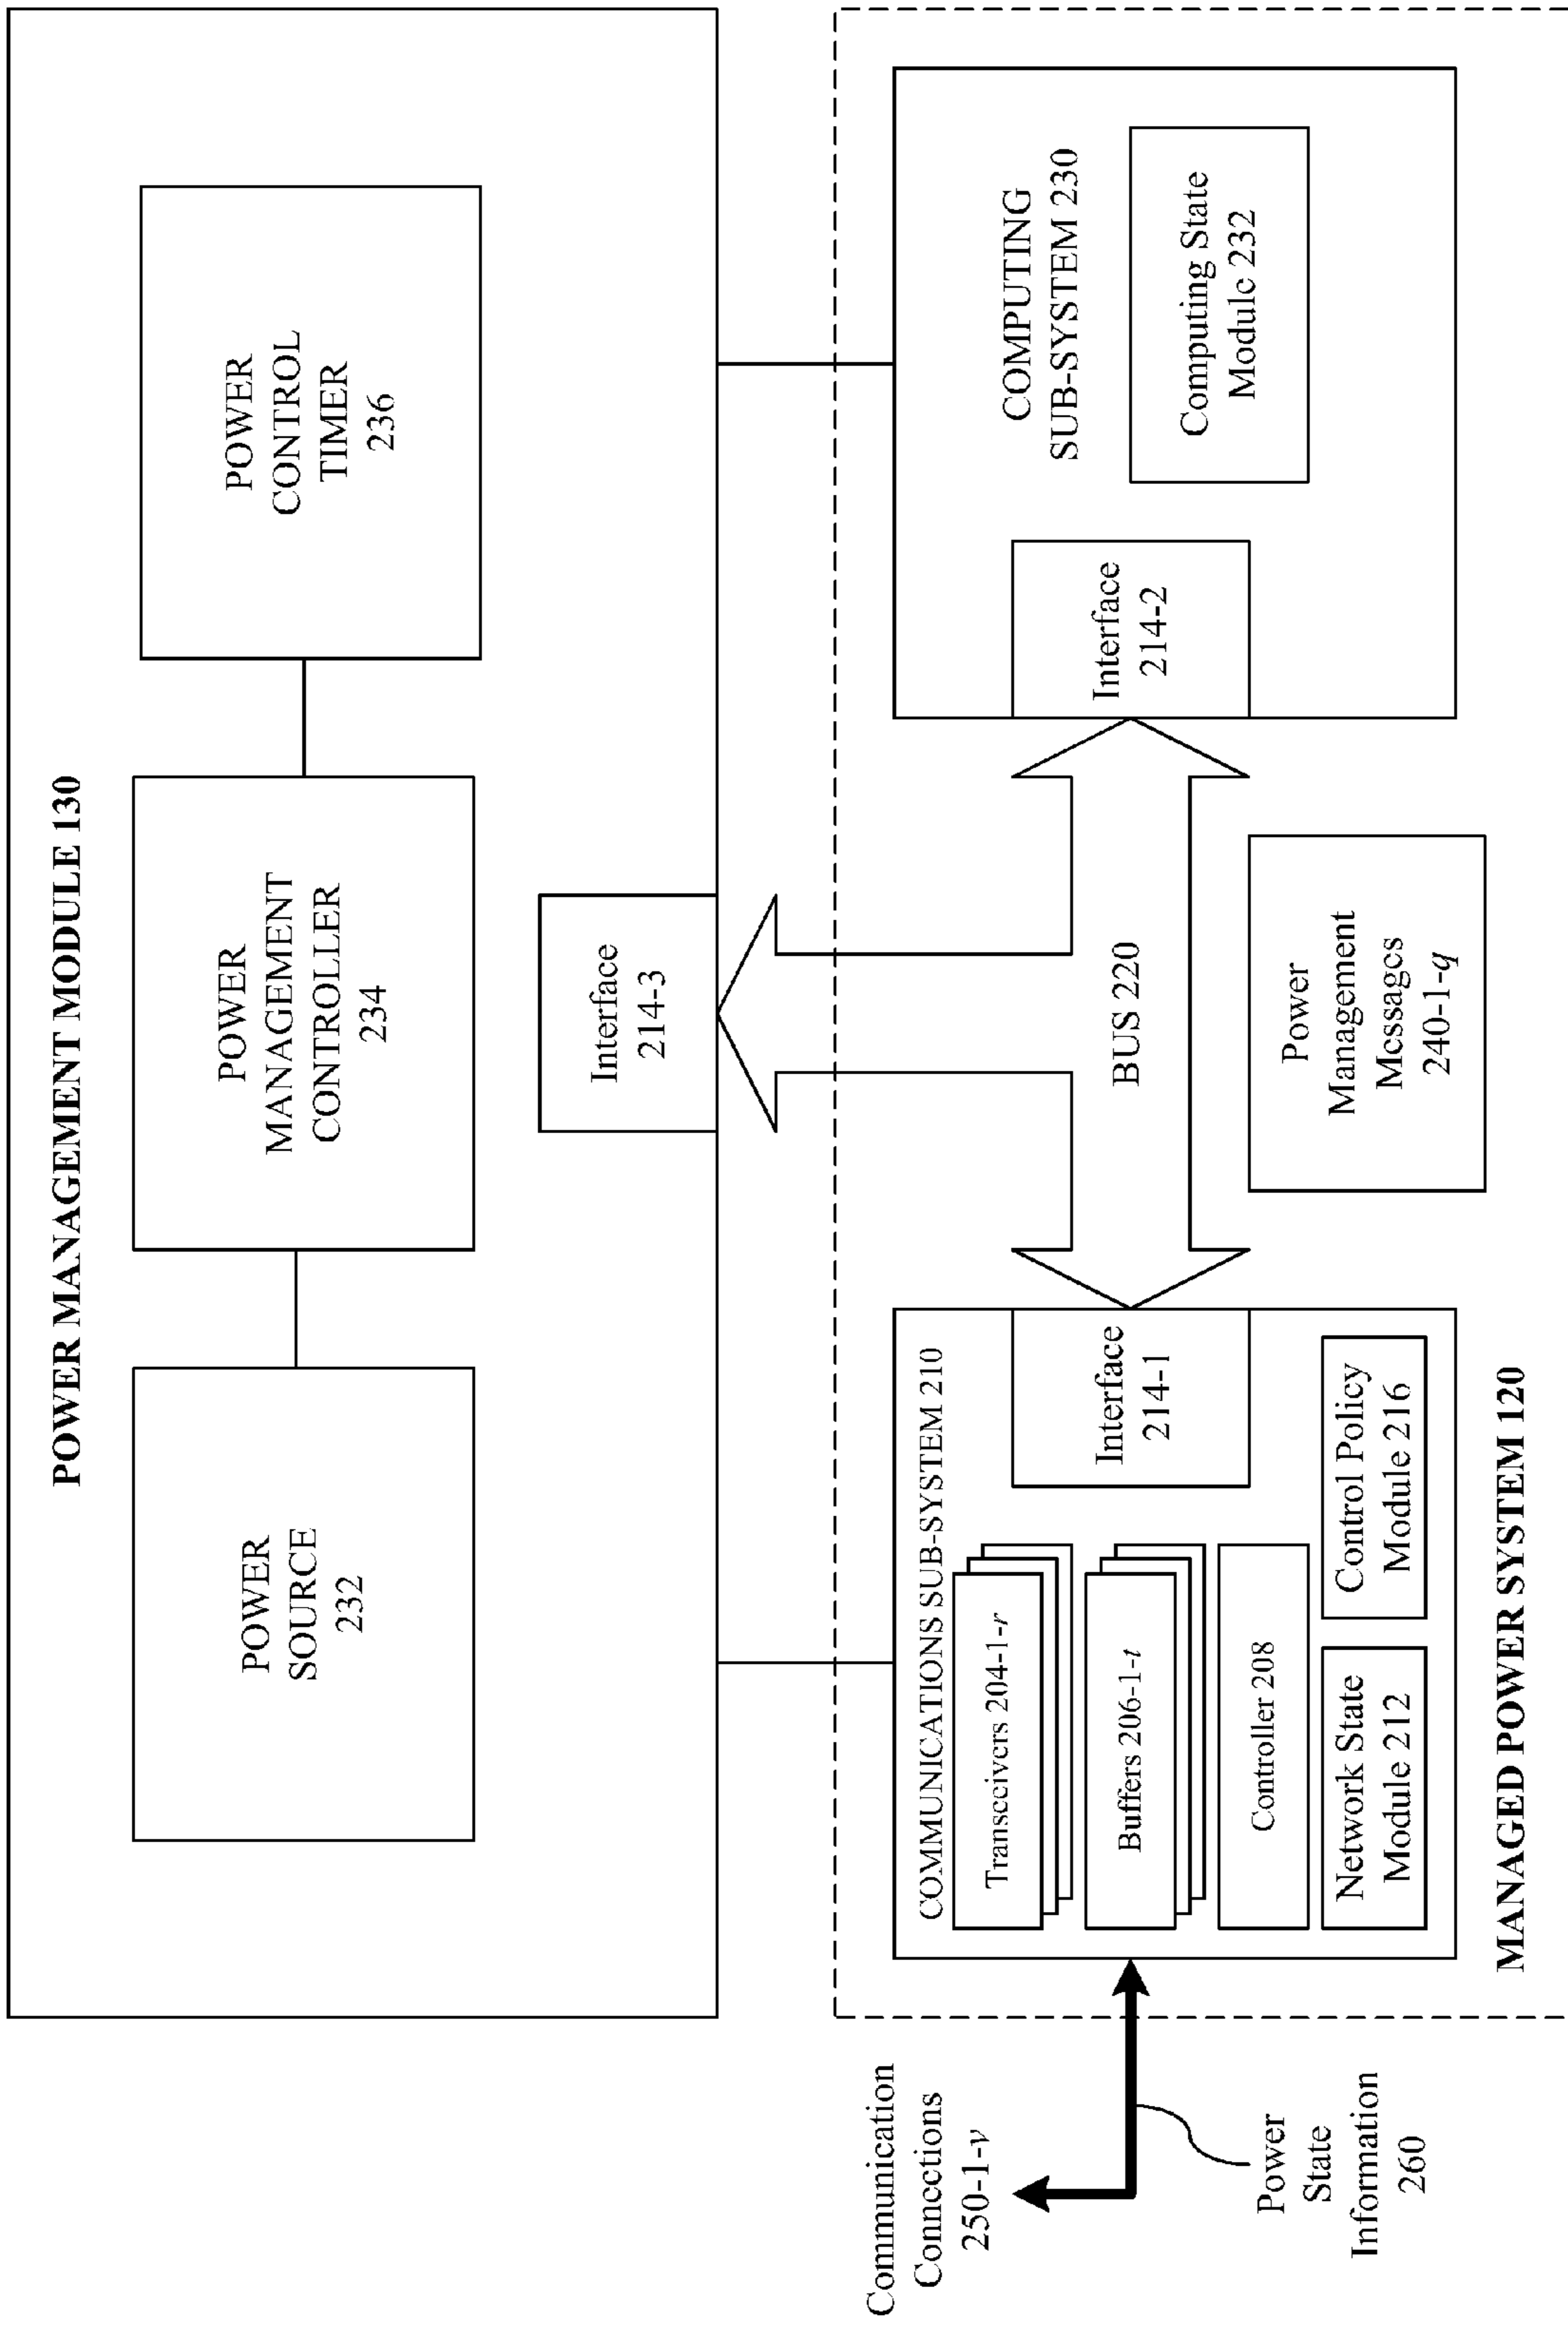 POWER MANAGEMENT MODULE 130
POWER
SOURCE
232
POWER
MANAGEMENT
CONTROLLER
234
POWER
CONTROL
TIMER
236
Interface
214-3
COMMUNICATIONS SUB-SYSTEM 210
Transceivers 204-1-r
Buffers 206-1-t
Controller 208
Network State
Module 212
Control Policy
Module 216
Interface
214-1
BUS 220
Power
Management
Messages
240-1-q
Interface
214-2
COMPUTING
SUB-SYSTEM 230
Computing State
Module 232
Communication
Connections
250-1-v
Power
State
Information
260
MANAGED POWER SYSTEM 120